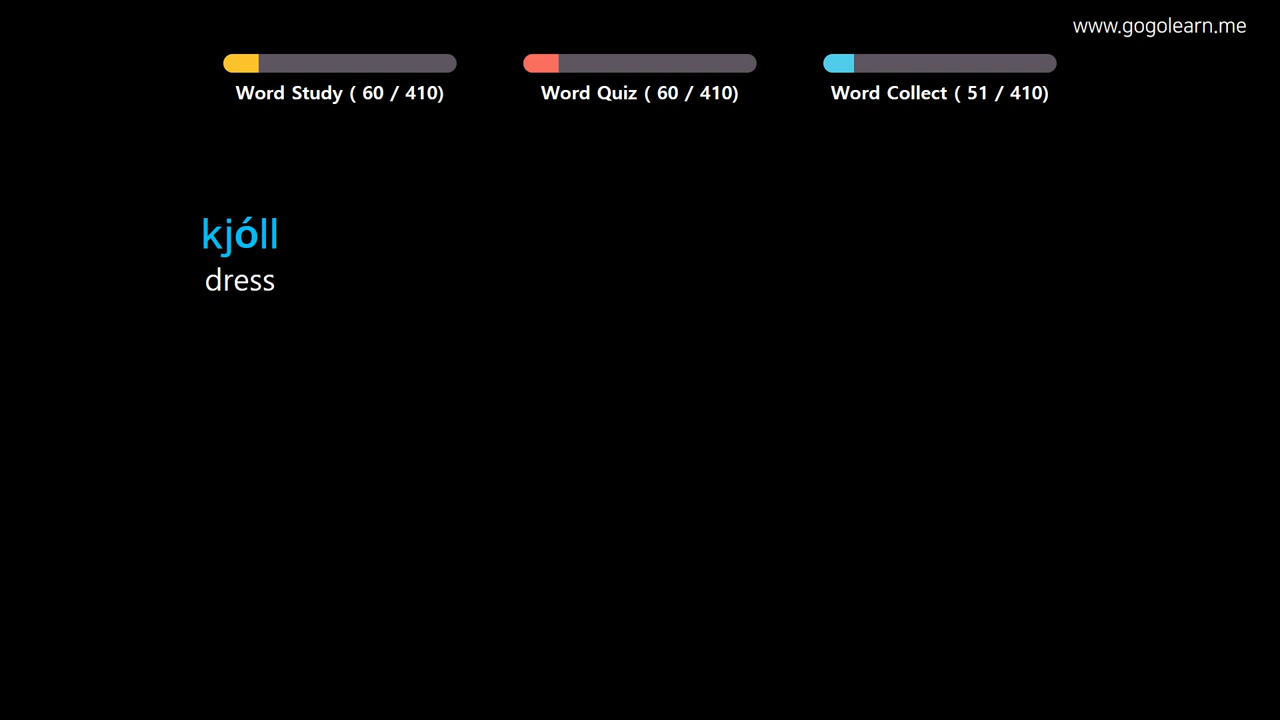 www.gogolearn.me
Word Study ( 60 / 410)
Word Quiz ( 60 / 410)
Word Collect ( 51 / 410)
kjóll
dress